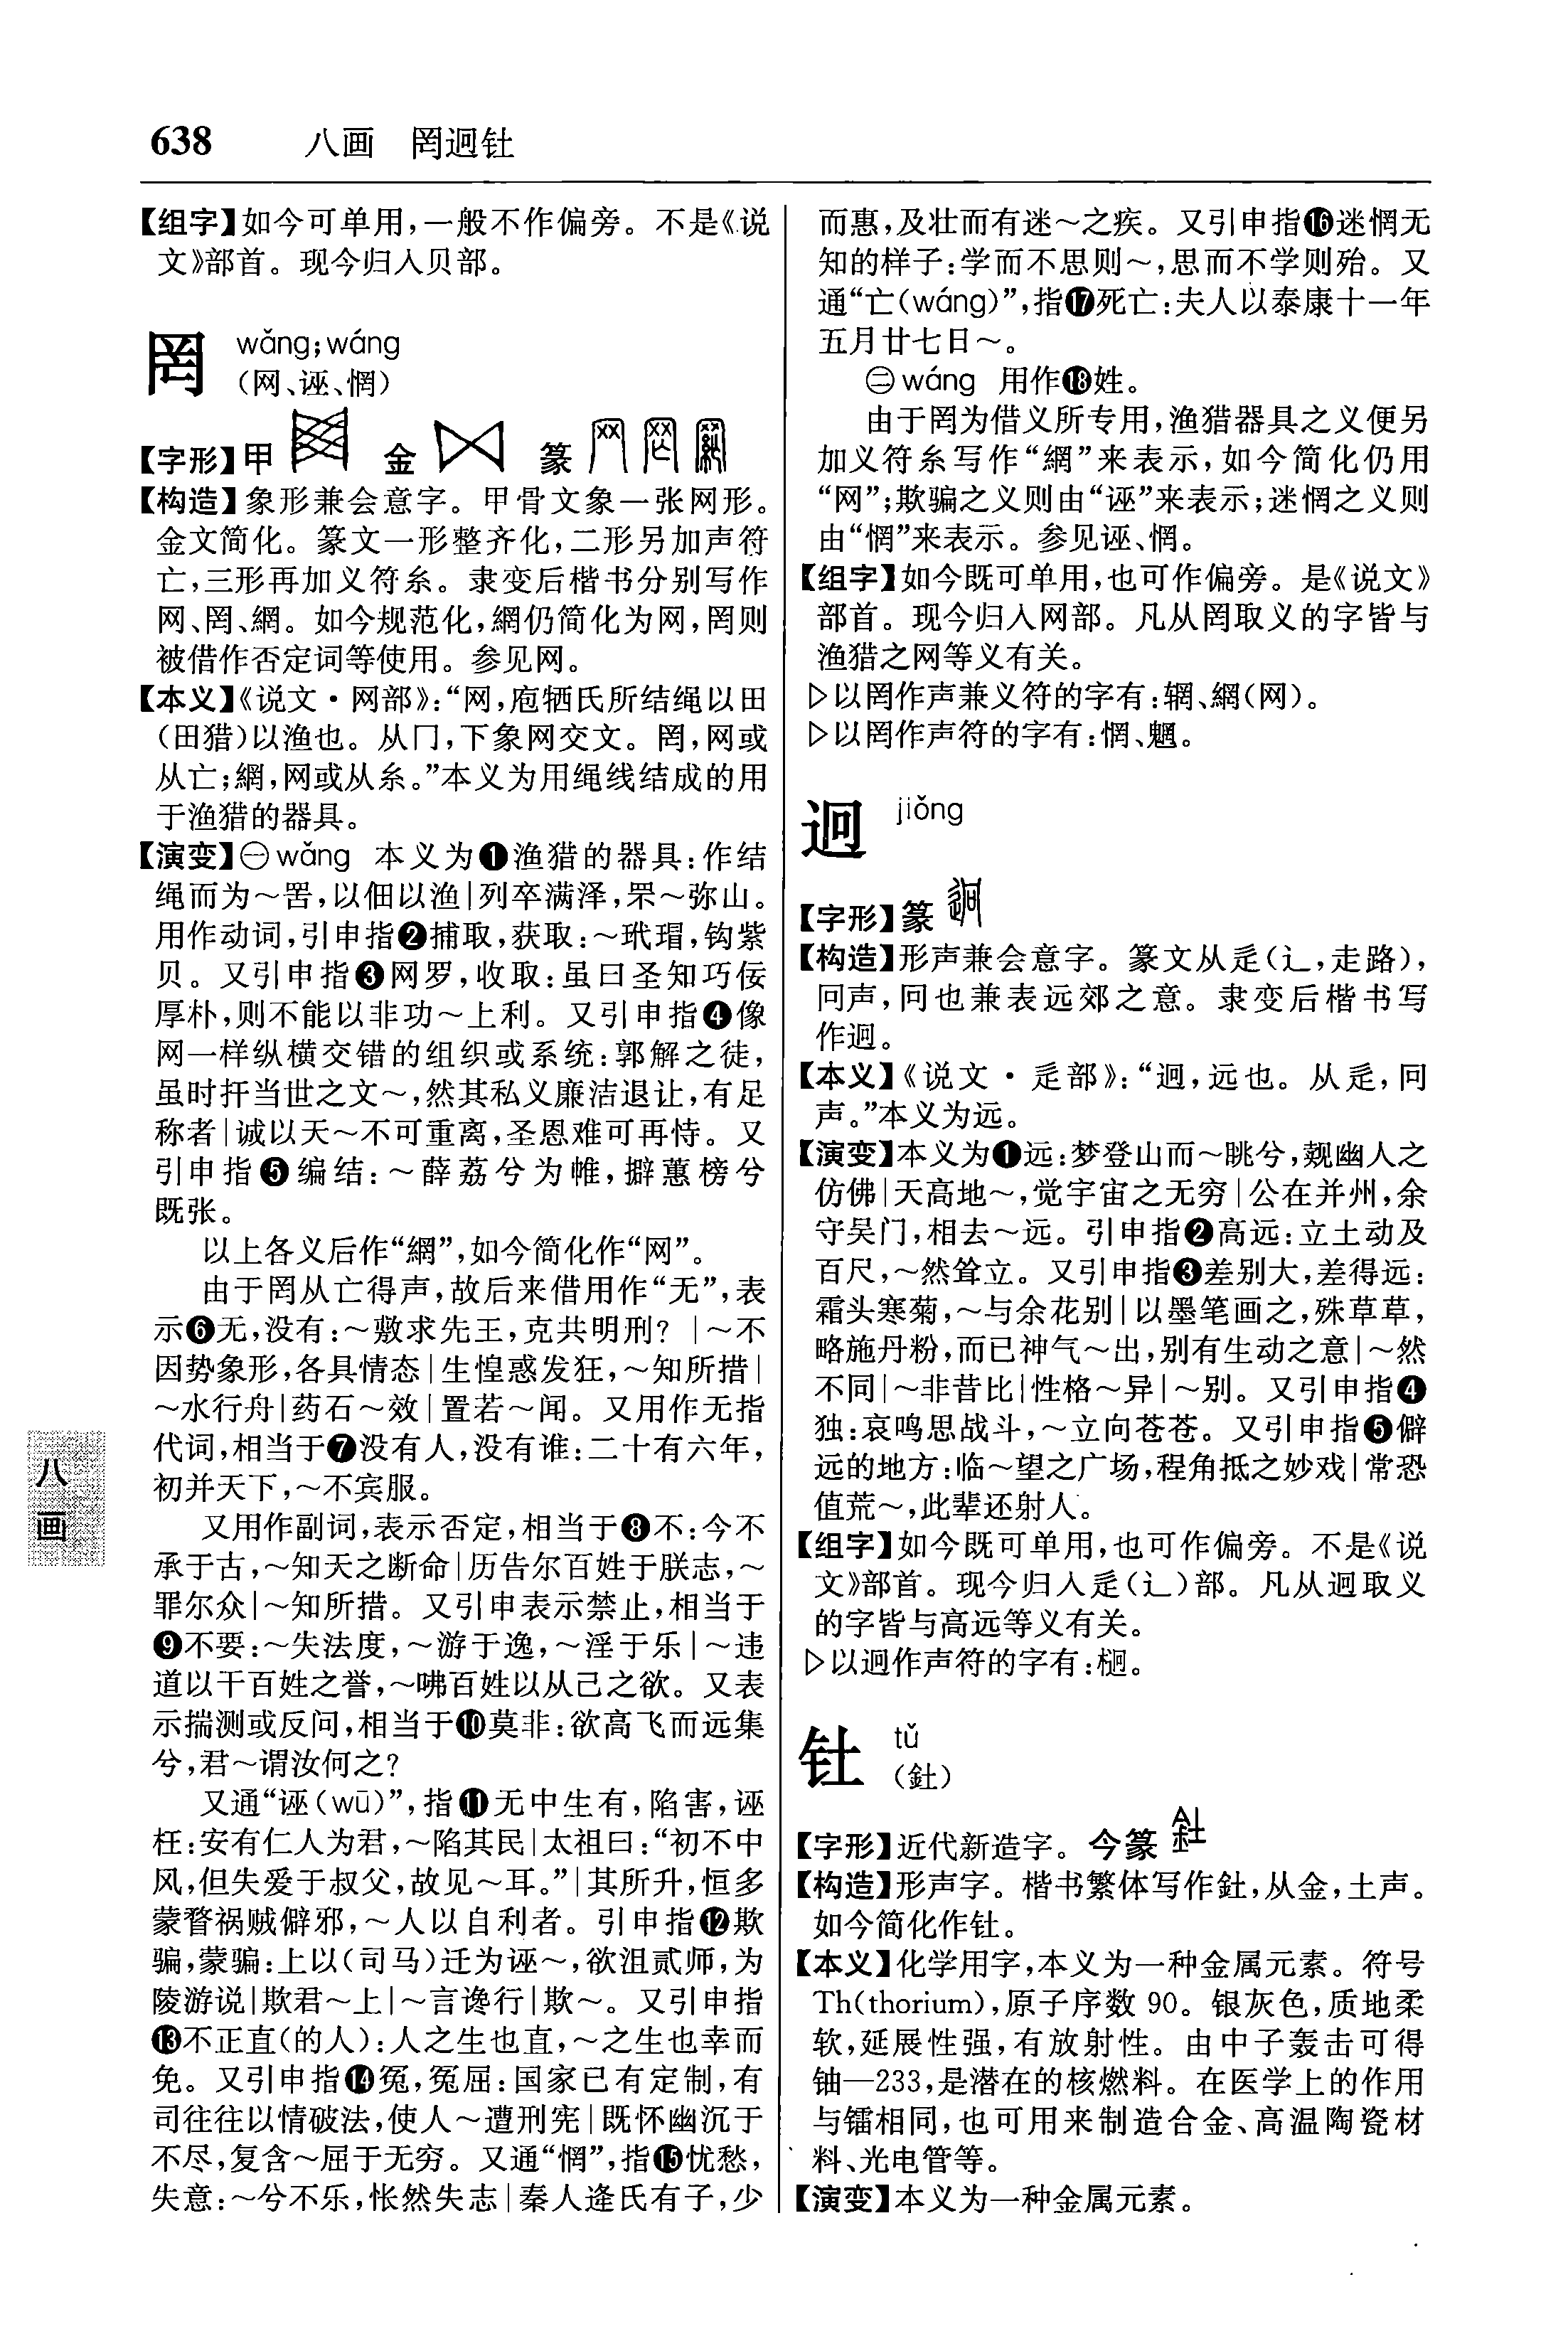 638 八画 罔迥钍
【组字】如今可单用,一般不作偏旁。不是《说
文》部首。现今归入贝部。
罔 wǎng;wáng
(网、诬、惘)
【字形】甲 金 篆
【构造】象形兼会意字。甲骨文象一张网形。
金文简化。篆文一形整齐化,二形另加声符
亡,三形再加义符糸。隶变后楷书分别写作
网、罔、網。如今规范化,網仍简化为网,罔则
被借作否定词等使用。参见网。
【本义】《说文·网部》:“网,庖牺氏所结绳以田
(田猎)以渔也。从冂,下象网交文。罔,网或
从亡;網,网或从糸。”本义为用绳线结成的用
于渔猎的器具。
【演变】㊀wǎng 本义为❶渔猎的器具:作结
绳而为～罟,以佃以渔|列卒满泽,罘～弥山。
用作动词,引申指❷捕取,获取:～玳瑁,钩紫
贝。又引申指❸网罗,收取:虽曰圣知巧佞
厚朴,则不能以非功～上利。又引申指❹像
网一样纵横交错的组织或系统:郭解之徒,
虽时扞当世之文～,然其私义廉洁退让,有足
称者|诚以天～不可重离,圣恩难可再恃。又
引申指❺编结:～薜荔兮为帷,擗蕙櫋兮
既张。
以上各义后作“網”,如今简化作“网”。
由于罔从亡得声,故后来借用作“无”,表
示❻无,没有:～敷求先王,克共明刑?|～不
因势象形,各具情态|生惶惑发狂,～知所措|
～水行舟|药石～效|置若～闻。又用作无指
代词,相当于❼没有人,没有谁:二十有六年,
初并天下,～不宾服。
又用作副词,表示否定,相当于❽不:今不
承于古,～知天之断命|历告尔百姓于朕志,～
罪尔众|～知所措。又引申表示禁止,相当于
❾不要:～失法度,～游于逸,～淫于乐|～违
道以干百姓之誉,～咈百姓以从己之欲。又表
示揣测或反问,相当于❿莫非:欲高飞而远集
兮,君～谓汝何之?
又通“诬(wū)”,指⓫无中生有,陷害,诬
枉:安有仁人为君,～陷其民|太祖曰:“初不中
风,但失爱于叔父,故见～耳。”|其所升,恒多
蒙瞀祸贼僻邪,～人以自利者。引申指⓬欺
骗,蒙骗:上以(司马)迁为诬～,欲沮贰师,为
陵游说|欺君～上|～言谗行|欺～。又引申指
⓭不正直(的人):人之生也直,～之生也幸而
免。又引申指⓮冤,冤屈:国家已有定制,有
司往往以情破法,使人～遭刑宪|既怀幽沉于
不尽,复含～屈于无穷。又通“惘”,指⓯忧愁,
失意:～兮不乐,怅然失志|秦人逄氏有子,少
而惠,及壮而有迷～之疾。又引申指⓰迷惘无
知的样子:学而不思则～,思而不学则殆。又
通“亡(wáng)”,指⓱死亡:夫人以泰康十一年
五月廿七日～。
㊁wáng 用作⓲姓。
由于罔为借义所专用,渔猎器具之义便另
加义符糸写作“網”来表示,如今简化仍用
“网”;欺骗之义则由“诬”来表示;迷惘之义则
由“惘”来表示。参见诬、惘。
【组字】如今既可单用,也可作偏旁。是《说文》
部首。现今归入网部。凡从罔取义的字皆与
渔猎之网等义有关。
▷以罔作声兼义符的字有:辋、網(网)。
▷以罔作声符的字有:惘、魍。
迥 jiǒng
【字形】篆
【构造】形声兼会意字。篆文从辵(辶,走路),
冋声,冋也兼表远郊之意。隶变后楷书写
作迥。
【本义】《说文·辵部》:“迥,远也。从辵,冋
声。”本义为远。
【演变】本义为❶远:梦登山而～眺兮,觌幽人之
仿佛|天高地～,觉宇宙之无穷|公在并州,余
守吴门,相去～远。引申指❷高远:立土动及
百尺,～然耸立。又引申指❸差别大,差得远:
霜头寒菊,～与余花别|以墨笔画之,殊草草,
略施丹粉,而已神气～出,别有生动之意|～然
不同|～非昔比|性格～异|～别。又引申指❹
独:哀鸣思战斗,～立向苍苍。又引申指❺僻
远的地方:临～望之广场,程角抵之妙戏|常恐
值荒～,此辈还射人。
【组字】如今既可单用,也可作偏旁。不是《说
文》部首。现今归入辵(辶)部。凡从迥取义
的字皆与高远等义有关。
▷以迥作声符的字有:㮠。
钍 tǔ
(釷)
【字形】近代新造字。今篆
【构造】形声字。楷书繁体写作釷,从金,土声。
如今简化作钍。
【本义】化学用字,本义为一种金属元素。符号
Th(thorium),原子序数 90。银灰色,质地柔
软,延展性强,有放射性。由中子轰击可得
铀—233,是潜在的核燃料。在医学上的作用
与镭相同,也可用来制造合金、高温陶瓷材
料、光电管等。
【演变】本义为一种金属元素。
八
画